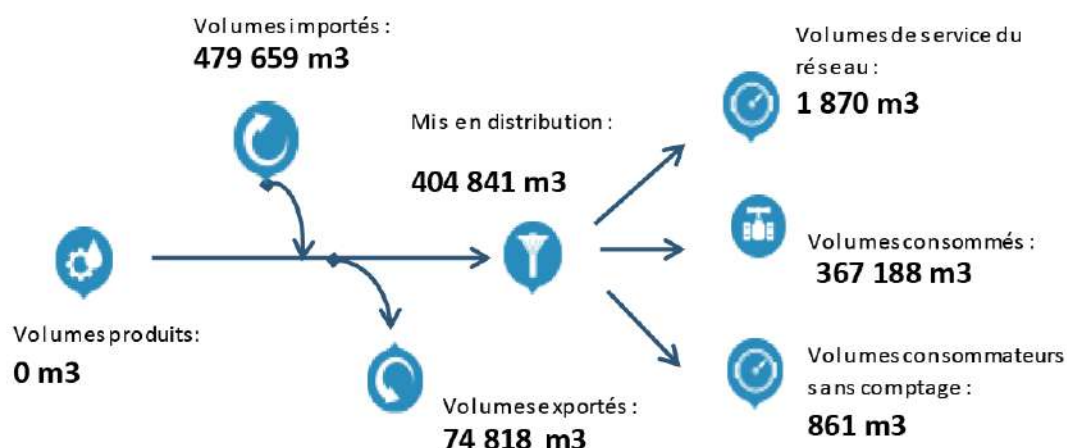 Volumes importés :
479 659 m3
Volumes de service du
réseau :
1 870 m3
Mis en distribution :
404 841 m3
Volumes consommés :
367 188 m3
Volumes produits:
0 m3
Volumes exportés :
74 818 m3
Volumes consommateurs
sans comptage :
861 m3